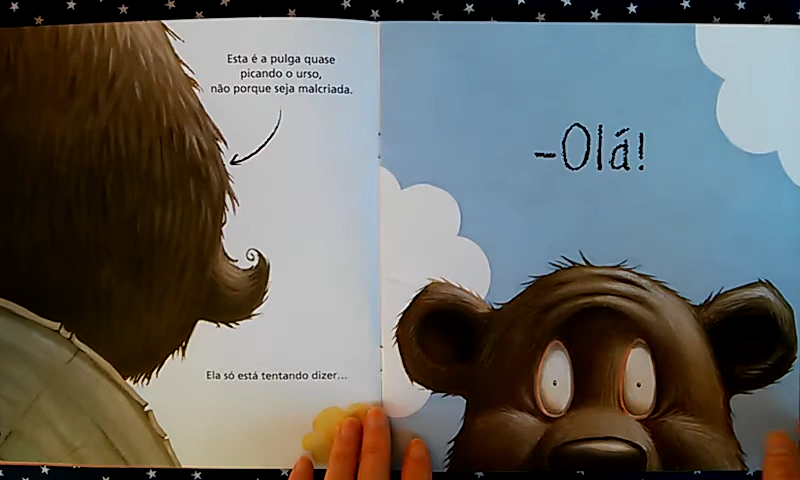 Esta é a pulga quase
picando o urso,
não porque seja malcriada.
Ela só está tentando dizer...
-Olá!